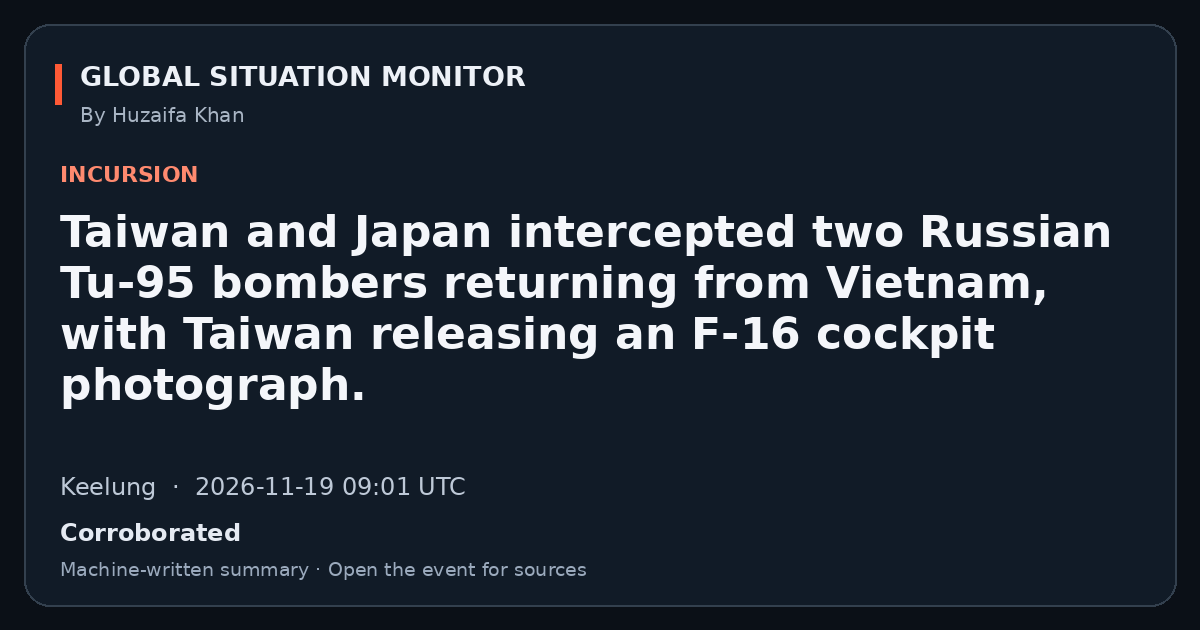 GLOBAL SITUATION MONITOR
By Huzaifa Khan
INCURSION
Taiwan and Japan intercepted two Russian
Tu-95 bombers returning from Vietnam,
with Taiwan releasing an F-16 cockpit
photograph.
Keelung · 2026-11-19 09:01 UTC
Corroborated
Machine-written summary · Open the event for sources